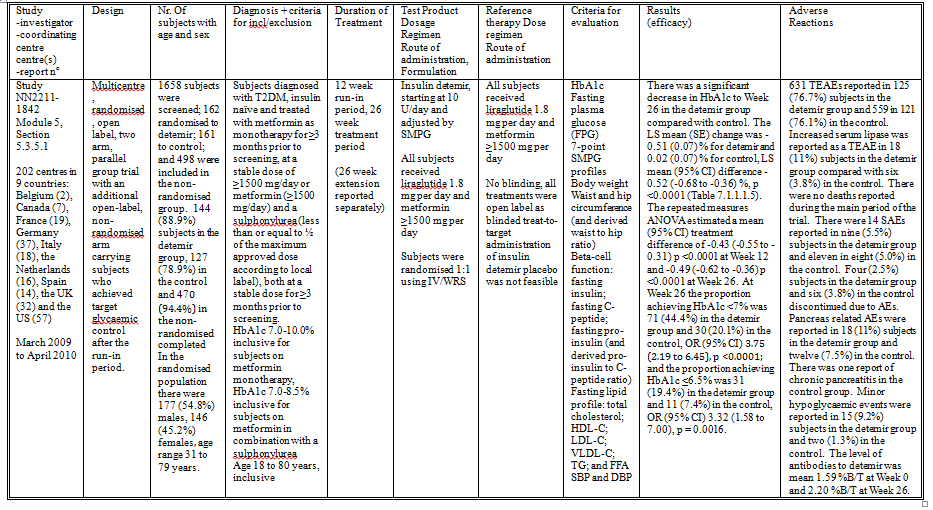 Study
-investigator
-coordinating
centre(s)
-report n°
Design
Nr. Of
subjects with
age and sex
Diagnosis + criteria
for incl/exclusion
Duration of
Treatment
Test Product
Dosage
Regimen
Route of
administration,
Formulation
Reference
therapy Dose
regimen
Route of
administration
Criteria for
evaluation
Results
(efficacy)
Adverse
Reactions
Study
NN2211-
1842
Module 5,
Section
5.3.5.1
202 centres in
9 countries:
Belgium (2),
Canada (7),
France (19),
Germany
(37), Italy
(18), the
Netherlands
(16), Spain
(14), the UK
(32) and the
US (57)
March 2009
to April 2010
Multicentre
,
randomised
, open
label, two
arm,
parallel
group trial
with an
additional
open-label,
non-
randomised
arm
carrying
subjects
who
achieved
target
glycaemic
control
after the
run-in
period.
1658 subjects
were
screened; 162
randomised to
detemir; 161
to control;
and 498 were
included in
the non-
randomised
group. 144
(88.9%)
subjects in the
detemir
group, 127
(78.9%) in
the control
and 470
(94.4%) in
the non-
randomised
completed
In the
randomised
population
there were
177 (54.8%)
males, 146
(45.2%)
females, age
range 31 to
79 years.
Subjects diagnosed
with T2DM, insulin
naïve and treated
with metformin as
monotherapy for≥3
months prior to
screening, at a
stable dose of
≥1500 mg/day or
metformin (≥1500
mg/day) and a
sulphonylurea (less
than or equal to ½
of the maximum
approved dose
according to local
label), both at a
stable dose for≥3
months prior to
screening.
HbA1c 7.0-10.0%
inclusive for
subjects on
metformin
monotherapy,
HbA1c 7.0-8.5%
inclusive for
subjects on
metformin in
combination with a
sulphonylurea
Age 18 to 80 years,
inclusive
12 week
run-in
period, 26
week
treatment
period
(26 week
extension
reported
separately)
Insulin detemir,
starting at 10
U/day and
adjusted by
SMPG
All subjects
received
liraglutide 1.8
mg per day and
metformin
≥1500 mg per
day
Subjects were
randomised 1:1
using IV/WRS
All subjects
received
liraglutide 1.8
mg per day and
metformin
≥1500 mg per
day
No blinding, all
treatments were
open label as
blinded treat-to-
target
administration
of insulin
detemir placebo
was not feasible
HbA1c
Fasting
plasma
glucose
(FPG)
7-point
SMPG
profiles
Body weight
Waist and hip
circumference
(and derived
waist to hip
ratio)
Beta-cell
function:
fasting
insulin;
fasting C-
peptide;
fasting pro-
insulin (and
derived pro-
insulin to C-
peptide ratio)
Fasting lipid
profile: total
cholesterol;
HDL-C;
LDL-C;
VLDL-C;
TG; and FFA
SBP and DBP
There was a significant
decrease in HbA1c to Week
26 in the detemir group
compared with control. The
LS mean (SE) change was -
0.51 (0.07)% for detemir and
0.02 (0.07)% for control, LS
mean (95% CI) difference -
0.52 (-0.68 to -0.36)%, p
<0.0001 (Table 7.1.1.1.5).
The repeated measures
ANOVA estimated a mean
(95% CI) treatment
difference of -0.43 (-0.55 to -
0.31) p <0.0001 at Week 12
and -0.49 (-0.62 to -0.36) p
<0.0001 at Week 26. At
Week 26 the proportion
achieving HbA1c <7% was
71 (44.4%) in the detemir
group and 30 (20.1%) in the
control, OR (95% CI) 3.75
(2.19 to 6.45), p <0.0001;
and the proportion achieving
HbA1c ≤6.5% was 31
(19.4%) in the detemir group
and 11 (7.4%) in the control,
OR (95% CI) 3.32 (1.58 to
7.00), p = 0.0016.
631 TEAEs reported in 125
(76.7%) subjects in the
detemir and 559 in 121
(76.1%) in the control.
Increased serum lipase was
reported as a TEAE in 18
(11%) subjects in the detemir
group compared with six
(3.8%) in the control. There
were no deaths reported
during the main period of the
trial. There were 14 SAEs
reported in nine (5.5%)
subjects in the detemir group
and eleven in eight (5.0%) in
the control. Four (2.5%)
subjects in the detemir group
and six (3.8%) in the control
discontinued due to AEs.
Pancreas related AEs were
reported in 18 (11%) subjects
in the detemir group and
twelve (7.5%) in the control.
There was one report of
chronic pancreatitis in the
control group. Minor
hypoglycaemic events were
reported in 15 (9.2%)
subjects in the detemir group
and two (1.3%) in the
control. The level of
antibodies to detemir was
mean 1.59 %B/T at Week 0
and 2.20 %B/T at Week 26.